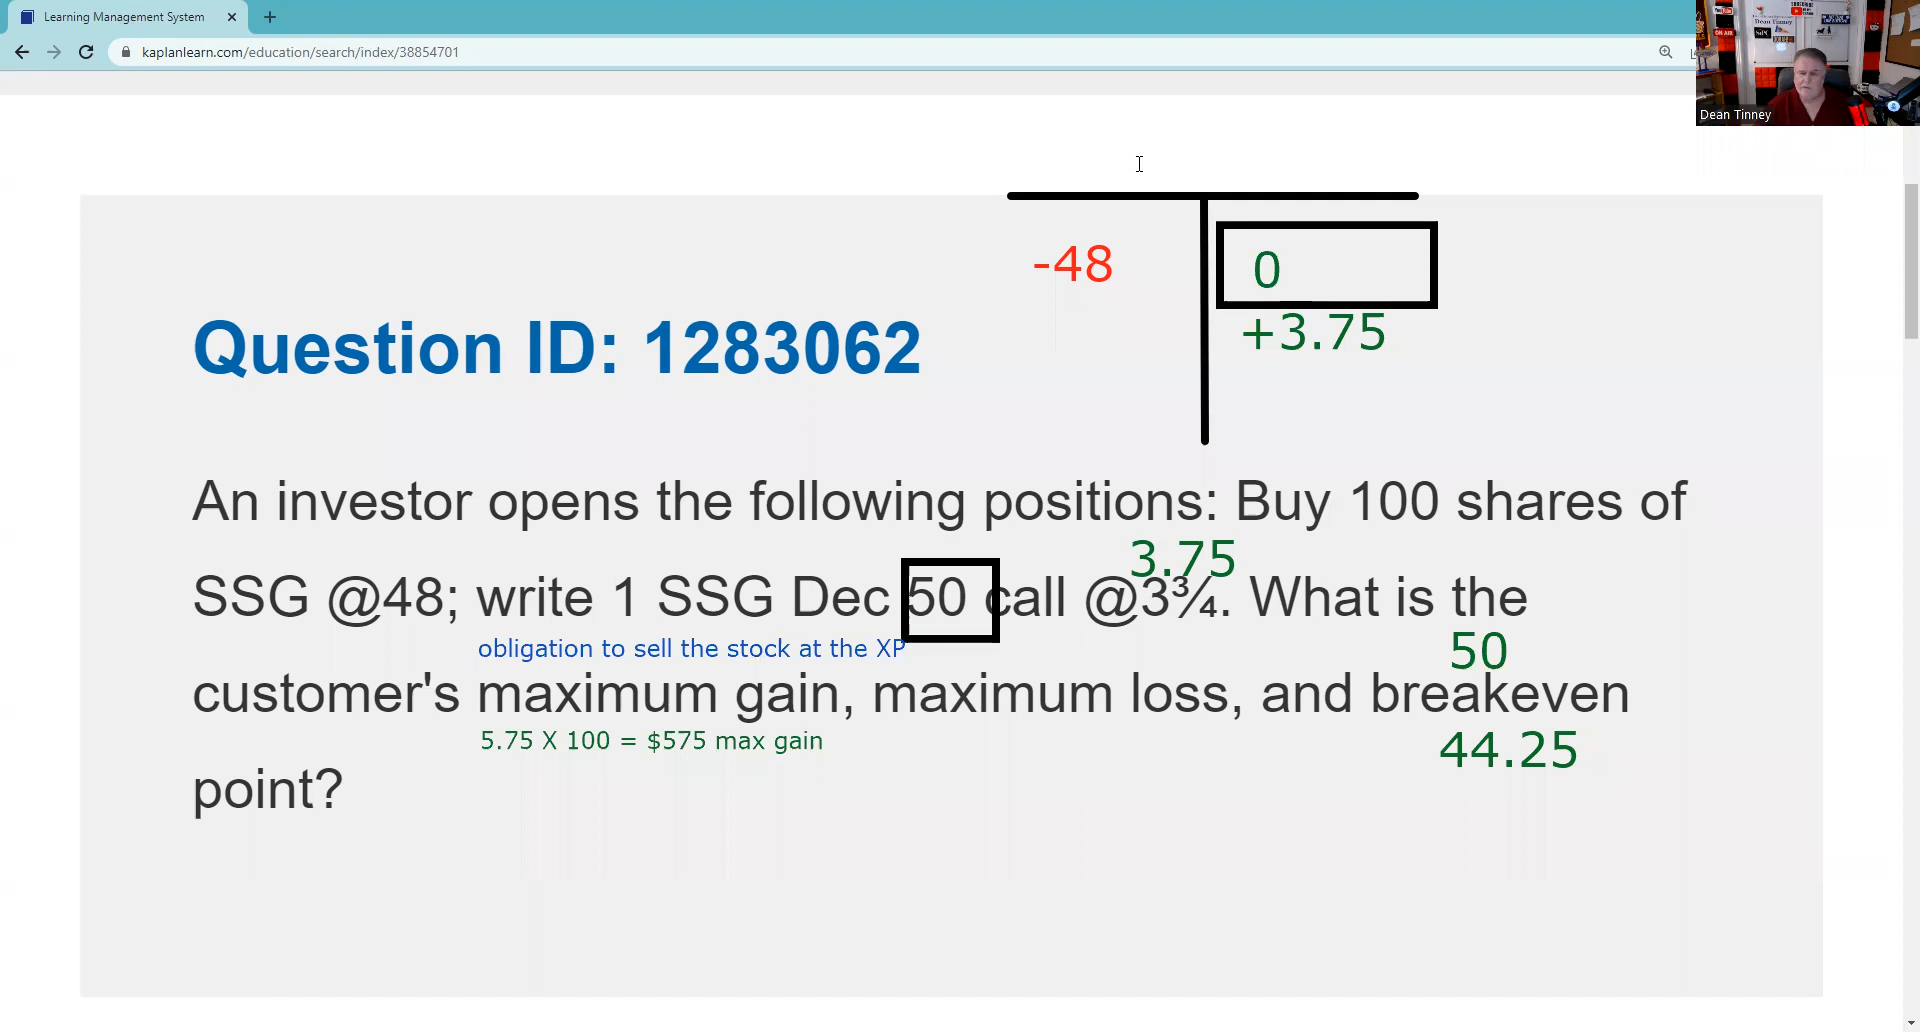 Learning Management System
kaplanlearn.com/education/search/index/38854701
Dean Tinney
-48
0
+3.75
Question ID: 1283062
An investor opens the following positions: Buy 100 shares of
3.75
SSG @48; write 1 SSG Dec 50 call @3¾. What is the
obligation to sell the stock at the XP
50
customer's maximum gain, maximum loss, and breakeven
5.75 X 100 = $575 max gain
44.25
point?